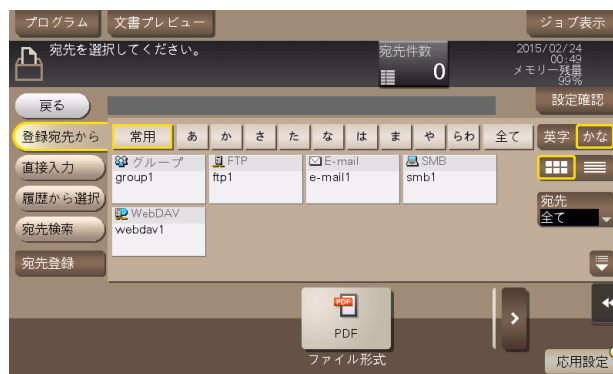 プログラム
文書プレビュー
ジョブ表示
宛先を選択してください。
宛先件数
0
2015/02/24
00:49
メモリー残量
99%
戻る
設定確認
登録宛先から
常用
あ
か
さ
た
な
は
ま
や
らわ
全て
英字
かな
直接入力
グループ
group1
FTP
ftp1
E-mail
e-mail1
SMB
smb1
履歴から選択
宛先
全て
WebDAV
webdav1
宛先検索
宛先登録
PDF
PDF
ファイル形式
応用設定